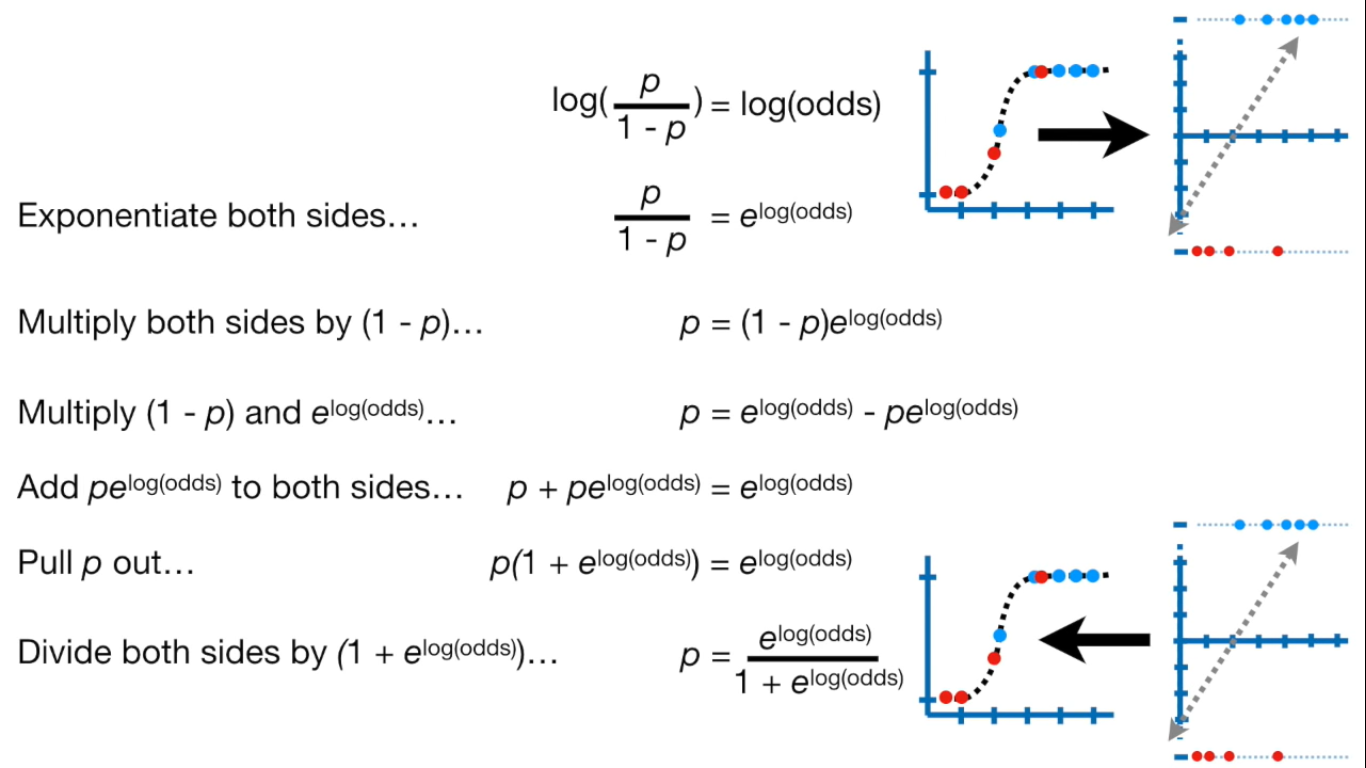 log(p/(1 - p)) = log(odds)
Exponentiate both sides… p/(1 - p) = e^log(odds)
Multiply both sides by (1 - p)… p = (1 - p)e^log(odds)
Multiply (1 - p) and e^log(odds)… p = e^log(odds) - pe^log(odds)
Add pe^log(odds) to both sides… p + pe^log(odds) = e^log(odds)
Pull p out… p(1 + e^log(odds)) = e^log(odds)
Divide both sides by (1 + e^log(odds))… p = e^log(odds)/(1 + e^log(odds))